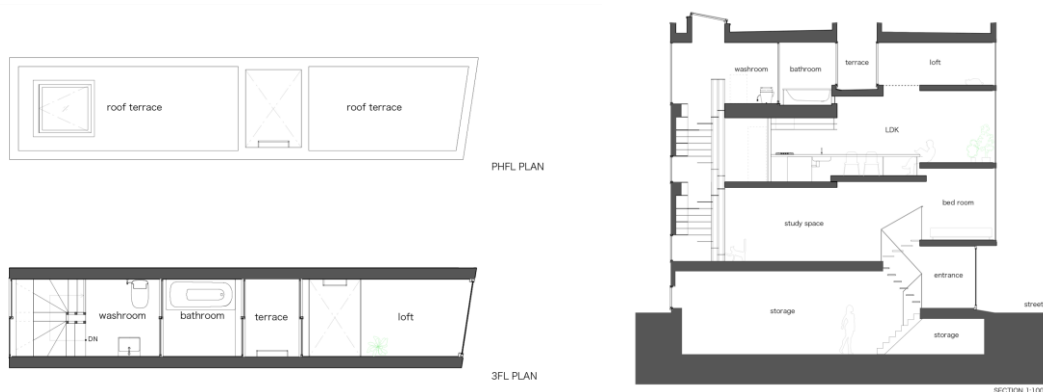 roof terrace
roof terrace
PHFL PLAN
washroom
bathroom
terrace
loft
DN
3FL PLAN
washroom
bathroom
terrace
loft
LDK
bed room
study space
entrance
storage
street
storage
SECTION 1:100